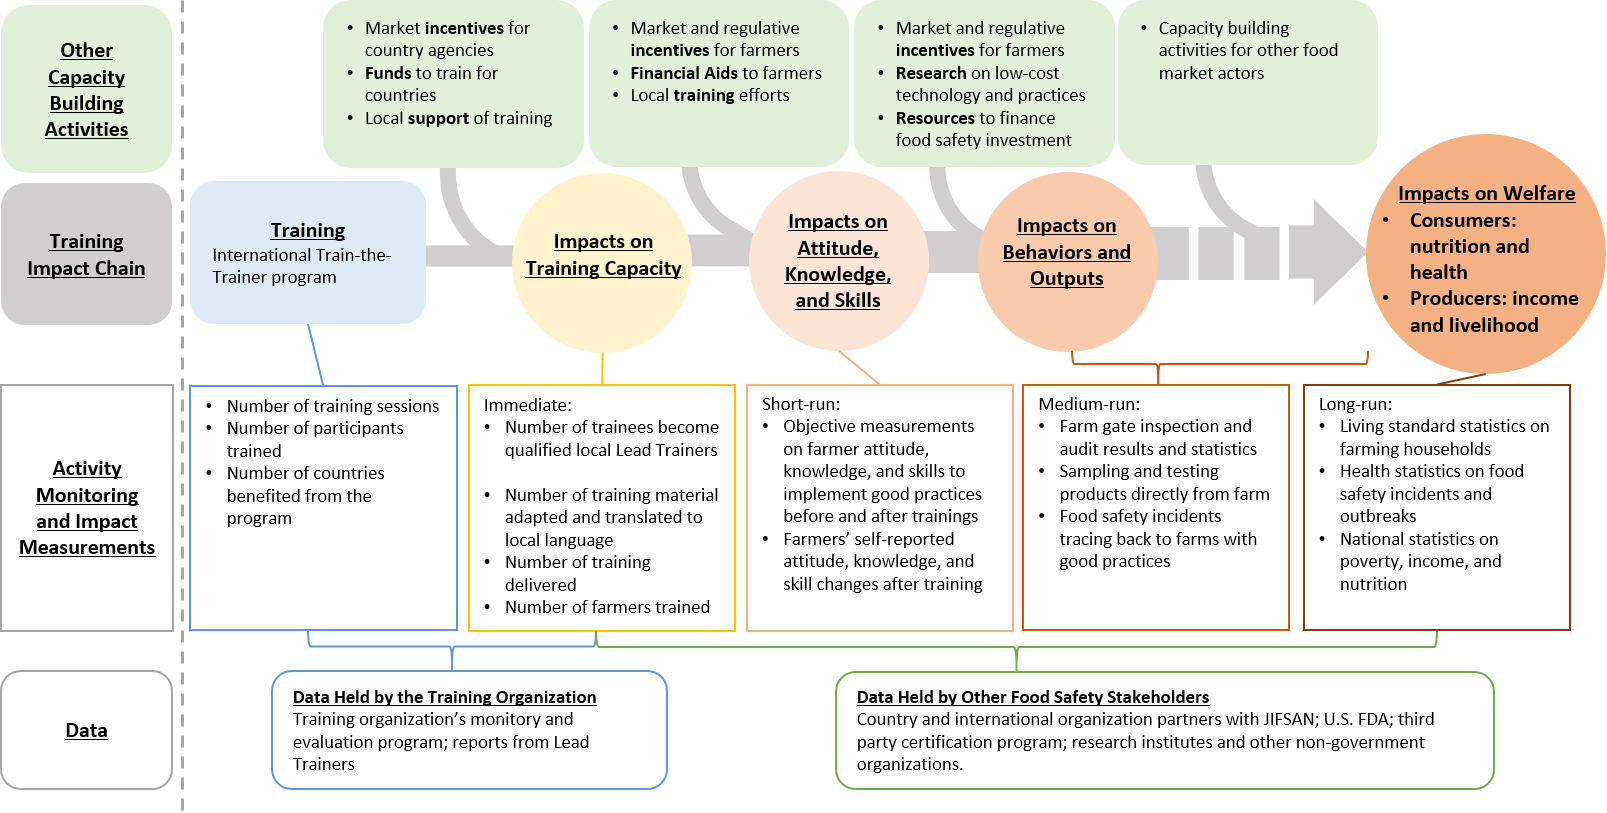 Other
Capacity
Building
Activities
• Market incentives for
country agencies
• Funds to train for
countries
• Local support of training
• Market and regulative
incentives for farmers
• Financial Aids to farmers
• Local training efforts
• Market and regulative
incentives for farmers
• Research on low-cost
technology and practices
• Resources to finance
food safety investment
• Capacity building
activities for other food
market actors
Training
Impact Chain
Training
International Train-the-
Trainer program
Impacts on
Training Capacity
Impacts on
Attitude,
Knowledge,
and Skills
Impacts on
Behaviors and
Outputs
Impacts on Welfare
• Consumers:
nutrition and
health
• Producers: income
and livelihood
Activity
Monitoring
and Impact
Measurements
• Number of training sessions
• Number of participants
trained
• Number of countries
benefited from the
program
Immediate:
• Number of trainees become
qualified local Lead Trainers
• Number of training material
adapted and translated to
local language
• Number of training
delivered
• Number of farmers trained
Short-run:
• Objective measurements
on farmer attitude,
knowledge, and skills to
implement good practices
before and after trainings
• Farmers’ self-reported
attitude, knowledge, and
skill changes after training
Medium-run:
• Farm gate inspection and
audit results and statistics
• Sampling and testing
products directly from farm
• Food safety incidents
tracing back to farms with
good practices
Long-run:
• Living standard statistics on
farming households
• Health statistics on food
safety incidents and
outbreaks
• National statistics on
poverty, income, and
nutrition
Data
Data Held by the Training Organization
Training organization’s monitory and
evaluation program; reports from Lead
Trainers
Data Held by Other Food Safety Stakeholders
Country and international organization partners with JIFSAN; U.S. FDA; third
party certification program; research institutes and other non-government
organizations.